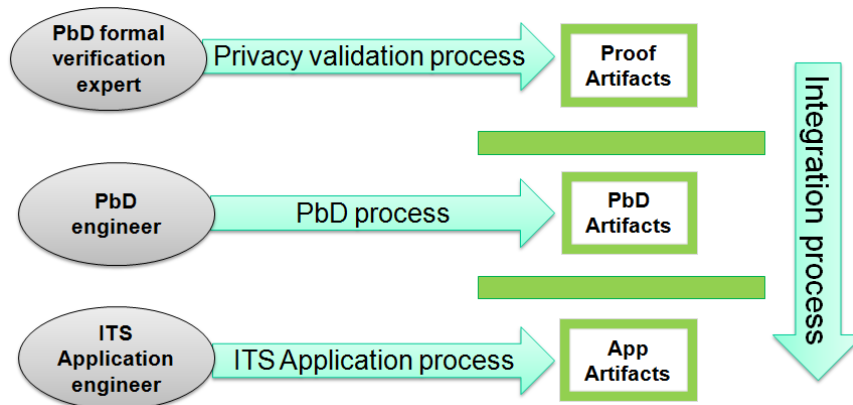 PbD formal
verification
expert
Privacy validation process
Proof
Artifacts
PbD
engineer
PbD process
PbD
Artifacts
ITS
Application
engineer
ITS Application process
App
Artifacts
Integration process